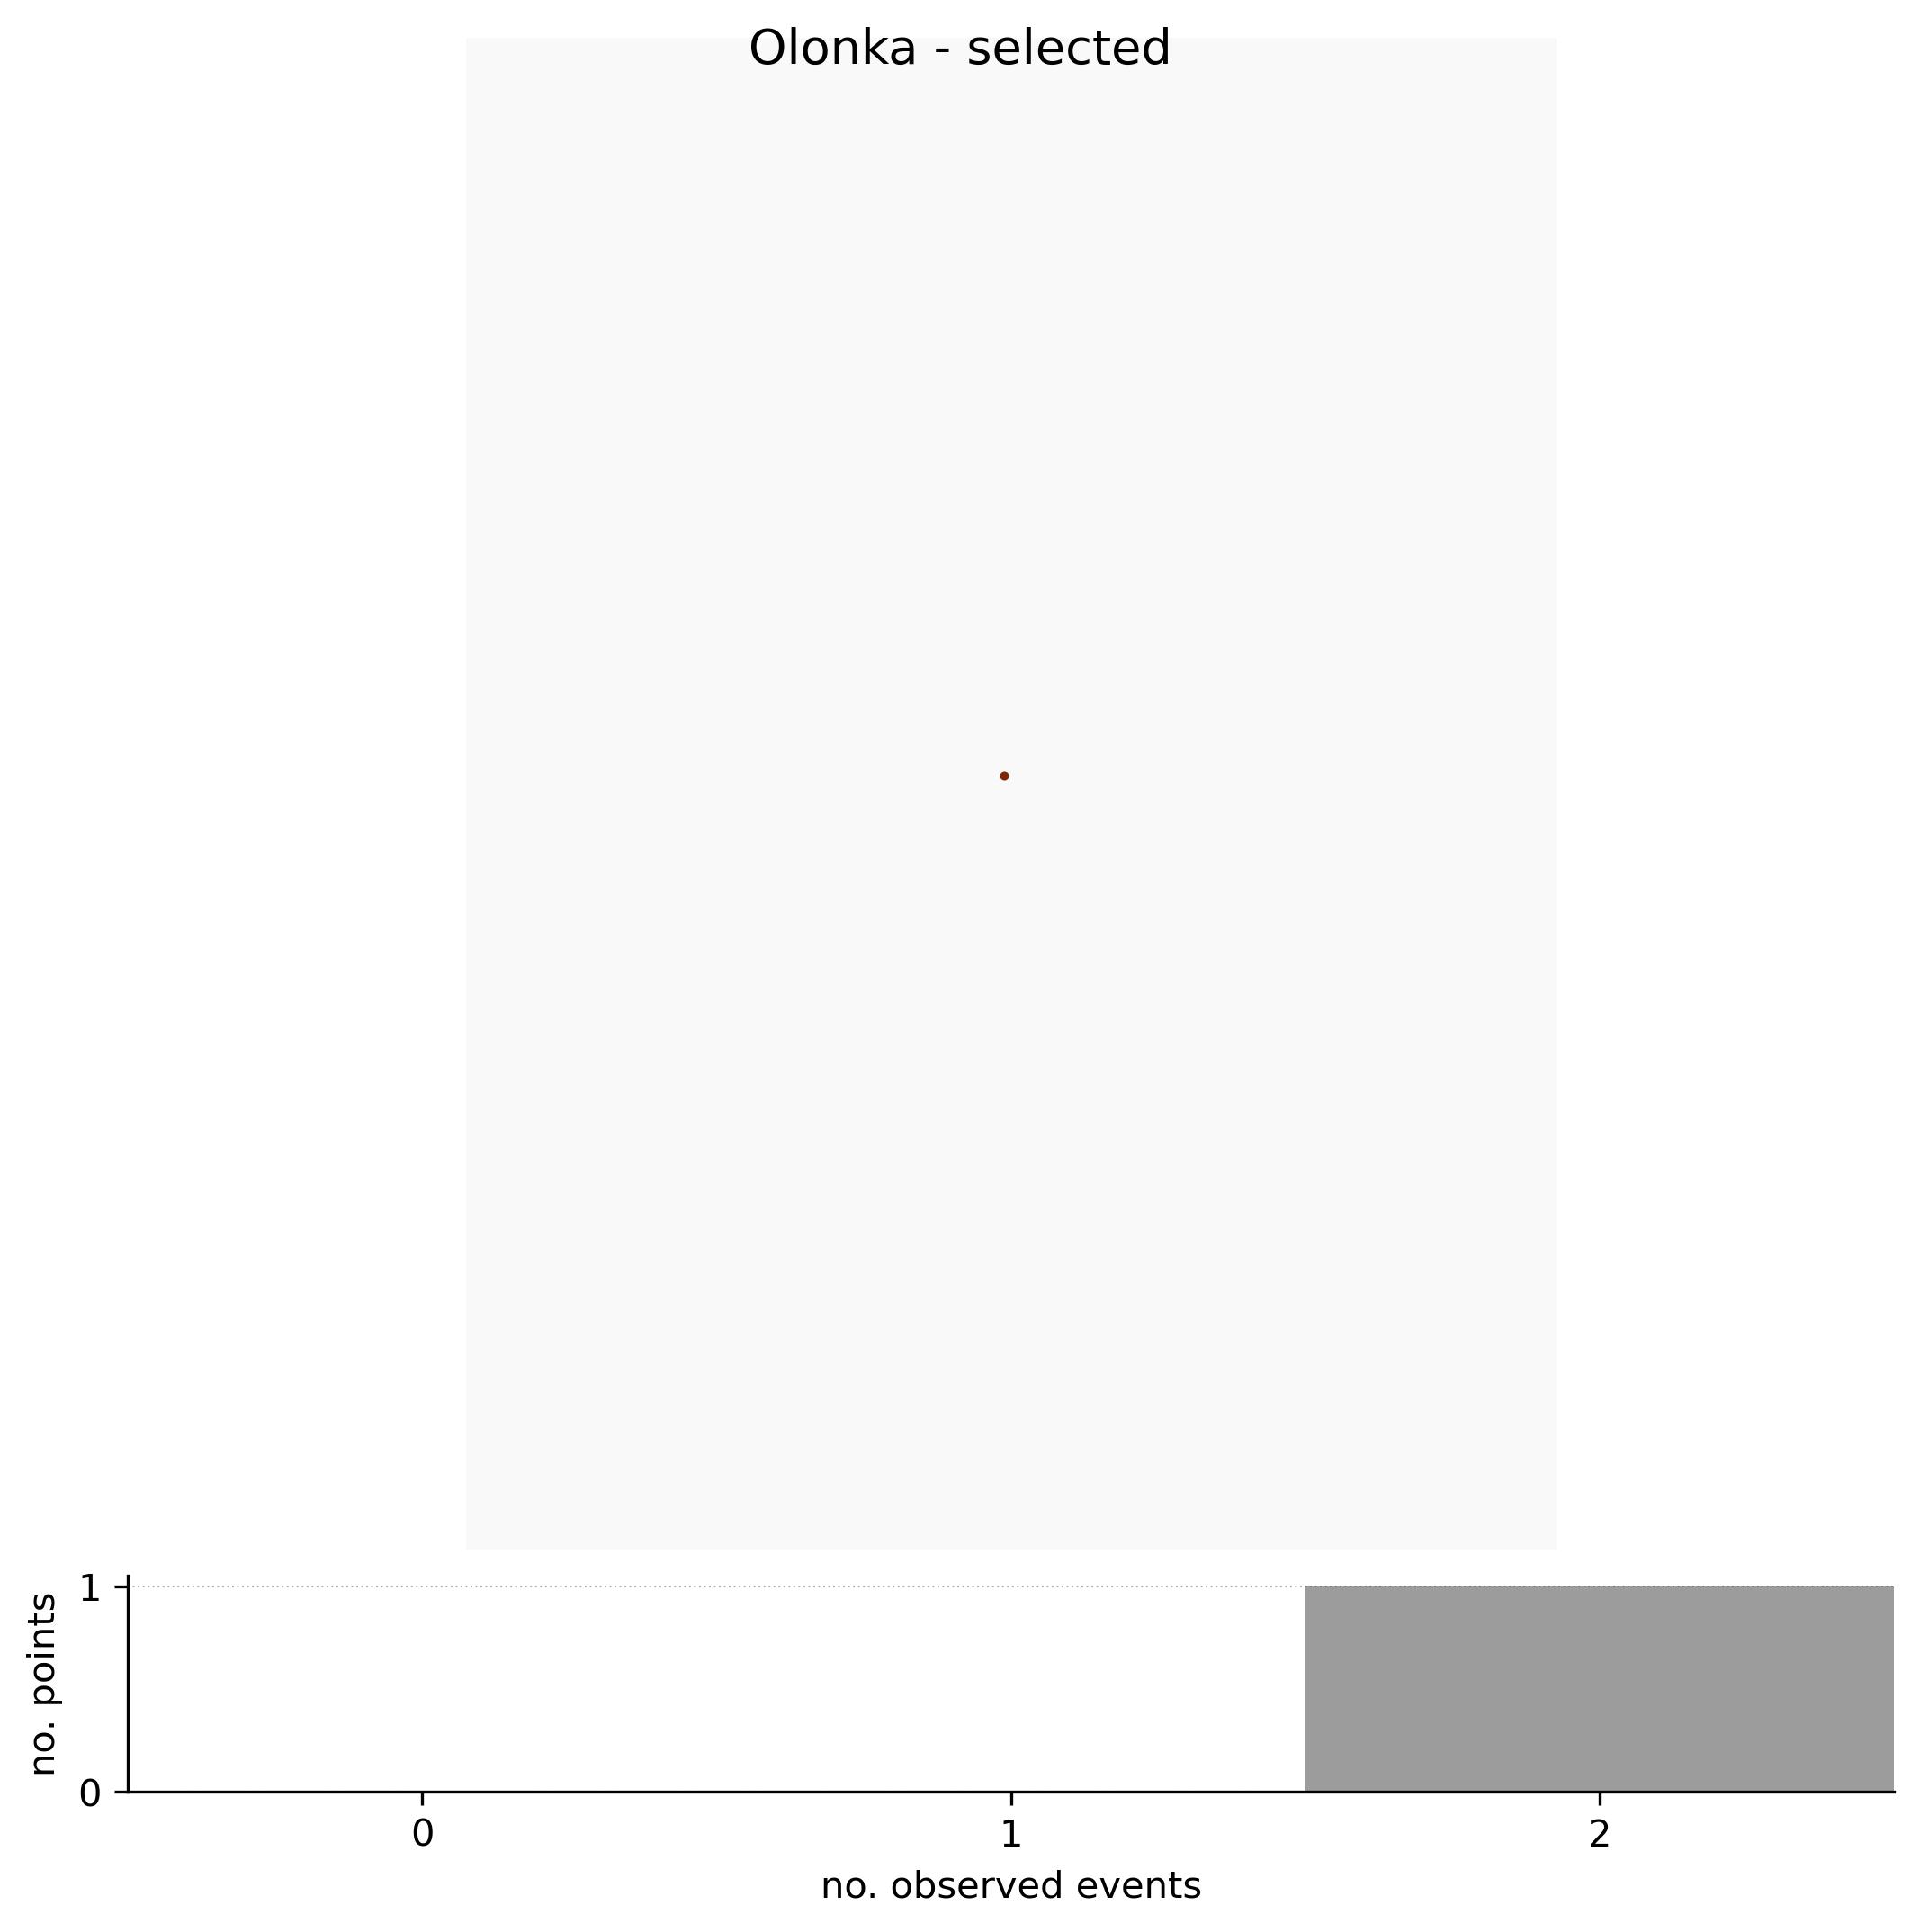 Olonka - selected
no. points
1
0
0 1 2
no. observed events